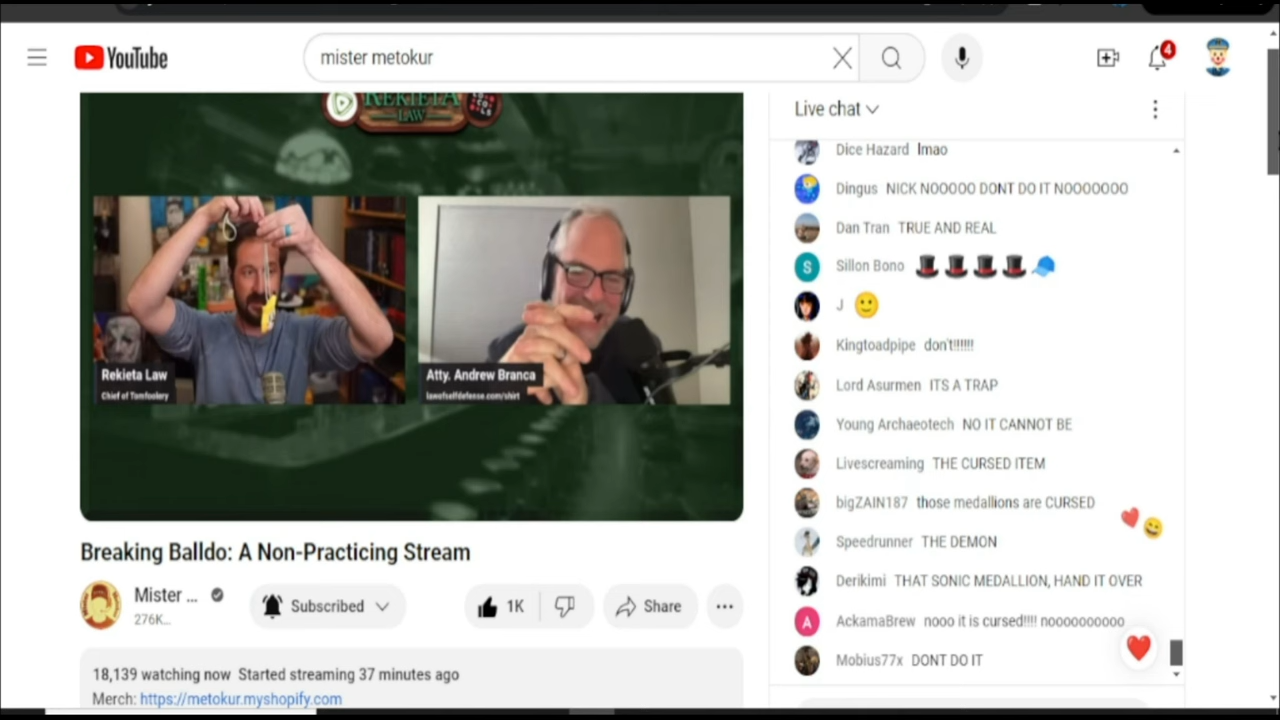 YouTube
mister metokur
4
REKIETA
LAW
Rekieta Law
Chief of Tomfoolery
Atty. Andrew Branca
lawofselfdefense.com/shirt
Breaking Balldo: A Non-Practicing Stream
Mister ...
276K...
Subscribed
1K
Share
18,139 watching now Started streaming 37 minutes ago
Merch: https://metokur.myshopify.com
Live chat
Dice Hazard lmao
Dingus NICK NOOOOO DONT DO IT NOOOOOOO
Dan Tran TRUE AND REAL
S
Sillon Bono
J
Kingtoadpipe don't!!!!!!
Lord Asurmen ITS A TRAP
Young Archaeotech NO IT CANNOT BE
Livescreaming THE CURSED ITEM
bigZAIN187 those medallions are CURSED
Speedrunner THE DEMON
Derikimi THAT SONIC MEDALLION, HAND IT OVER
A
AckamaBrew nooo it is cursed!!!! nooooooooooo
Mobius77x DONT DO IT